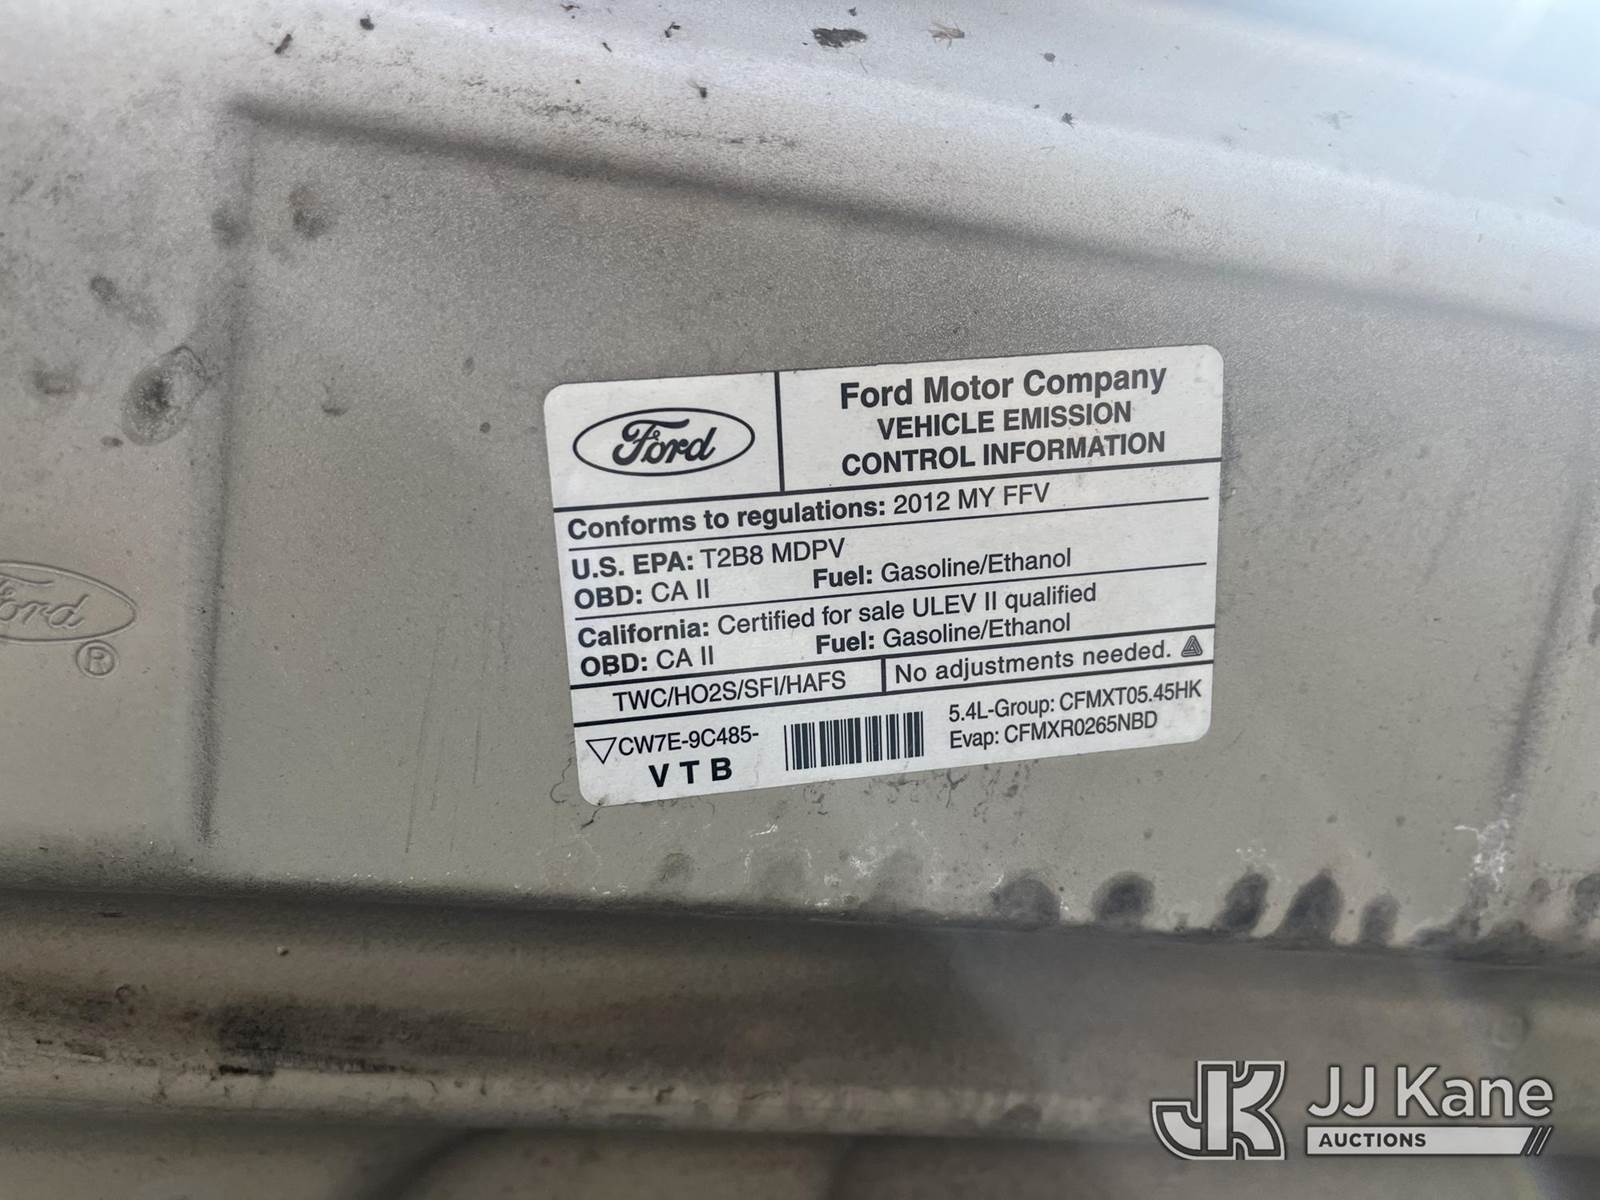 Ford
Ford Motor Company
VEHICLE EMISSION
CONTROL INFORMATION
Conforms to regulations: 2012 MY FFV
U.S. EPA: T2B8 MDPV
OBD: CA II Fuel: Gasoline/Ethanol
California: Certified for sale ULEV II qualified
OBD: CA II Fuel: Gasoline/Ethanol
TWC/HO2S/SFI/HAFS No adjustments needed.
CW7E-9C485-
VTB
5.4L-Group: CFMXT05.45HK
Evap: CFMXR0265NBD
Ford
®
JK JJ Kane
AUCTIONS